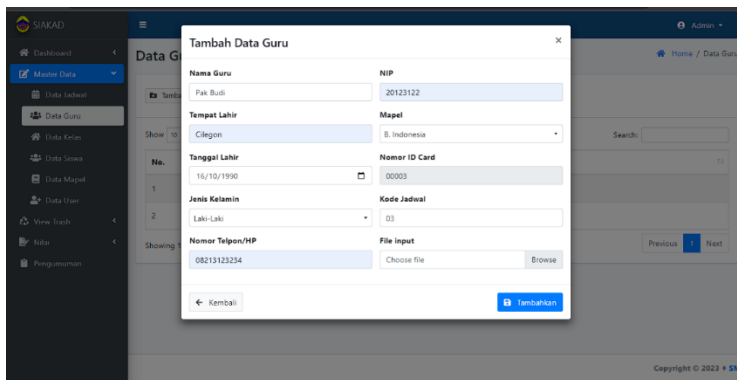 SIAKAD
Admin
Dashboard
Master Data
Data Jadwal
Data Guru
Data Kelas
Data Siswa
Data Mapel
Data User
View Trash
Nilai
Pengumuman
Home / Data Guru
Show 10
Search:
No.
1
2
Showing
Previous 1 Next
Tambah Data Guru ×
Nama Guru NIP
Pak Budi 20123122
Tempat Lahir Mapel
Cilegon B. Indonesia
Tanggal Lahir Nomor ID Card
16/10/1990 00003
Jenis Kelamin Kode Jadwal
Laki-Laki 03
Nomor Telpon/HP File input
08213123234 Choose file Browse
Kembali Tambahkan
Copyright © 2023